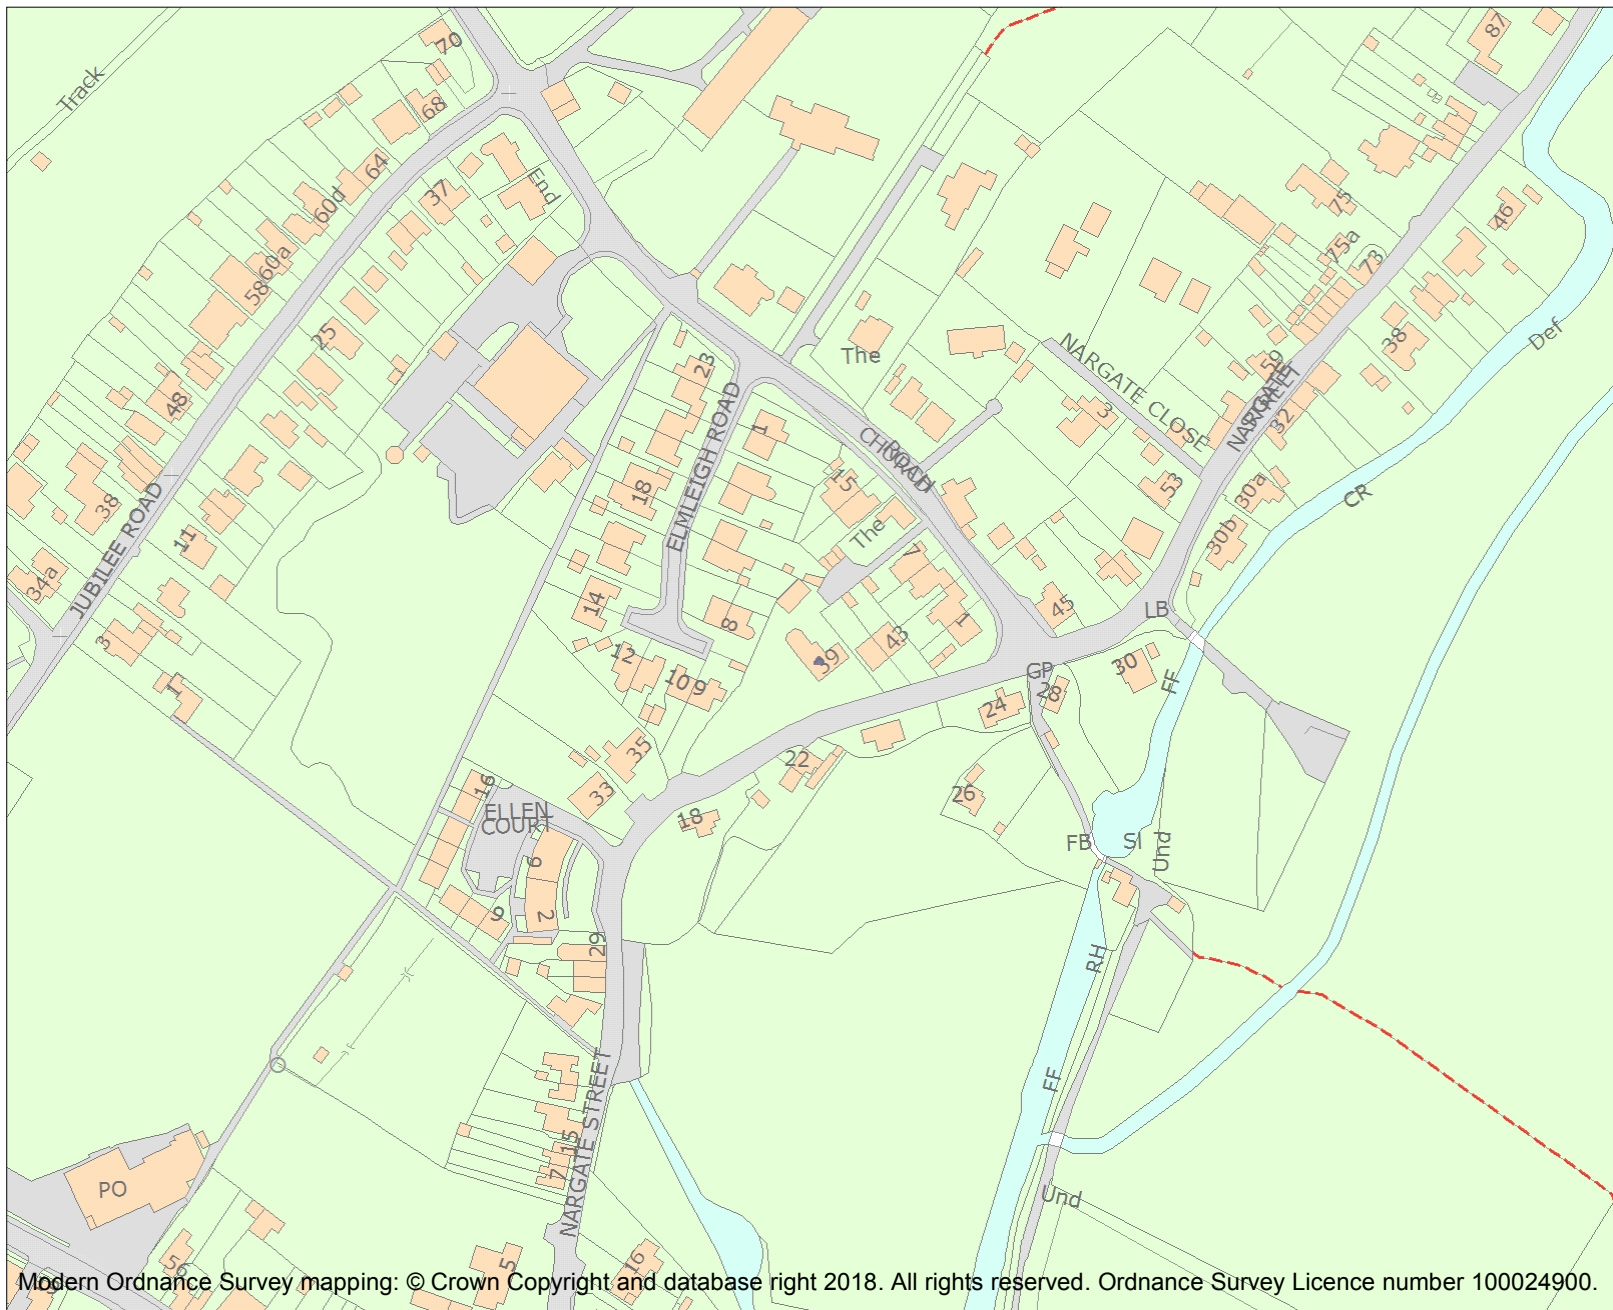 70
87
Track
68
64
End
37
60d
75
46
60a
58
75a
73
25
The
Def
38
NARGATE CLOSE
23
59
NARGATE
STREET
3
48
ELMLEIGH ROAD
1
32
CHURCH
ROAD
15
18
53
30a
CR
38
The
30b
JUBILEE ROAD
11
7
34a
14
45
LB
8
1
43
3
12
39
GP
30
FF
10
9
28
24
1
35
22
16
33
26
ELLEN
COURT
18
FB
SI
Und
6
9
2
29
RH
FF
NARGATE STREET
15
7
PO
Und
56
5
16
Modern Ordnance Survey mapping: © Crown Copyright and database right 2018. All rights reserved. Ordnance Survey Licence number 100024900.